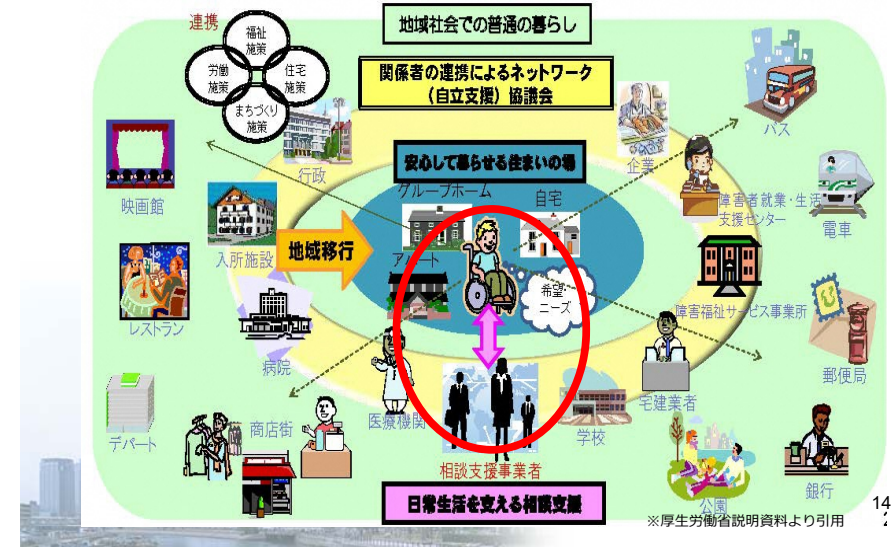 連携
福祉
施策
労働
施策
住宅
施策
まちづくり
施策
地域社会での普通の暮らし
関係者の連携によるネットワーク
（自立支援）協議会
安心して暮らせる住まいの場
行政
企業
バス
映画館
グループホーム
自宅
障害者就業・生活
支援センター
電車
入所施設
地域移行
アパート
希望
ニーズ
障害福祉サービス事業所
レストラン
病院
郵便局
デパート
商店街
医療機関
学校
宅建業者
相談支援事業者
公園
銀行
日常生活を支える相談支援
※厚生労働省説明資料より引用
14